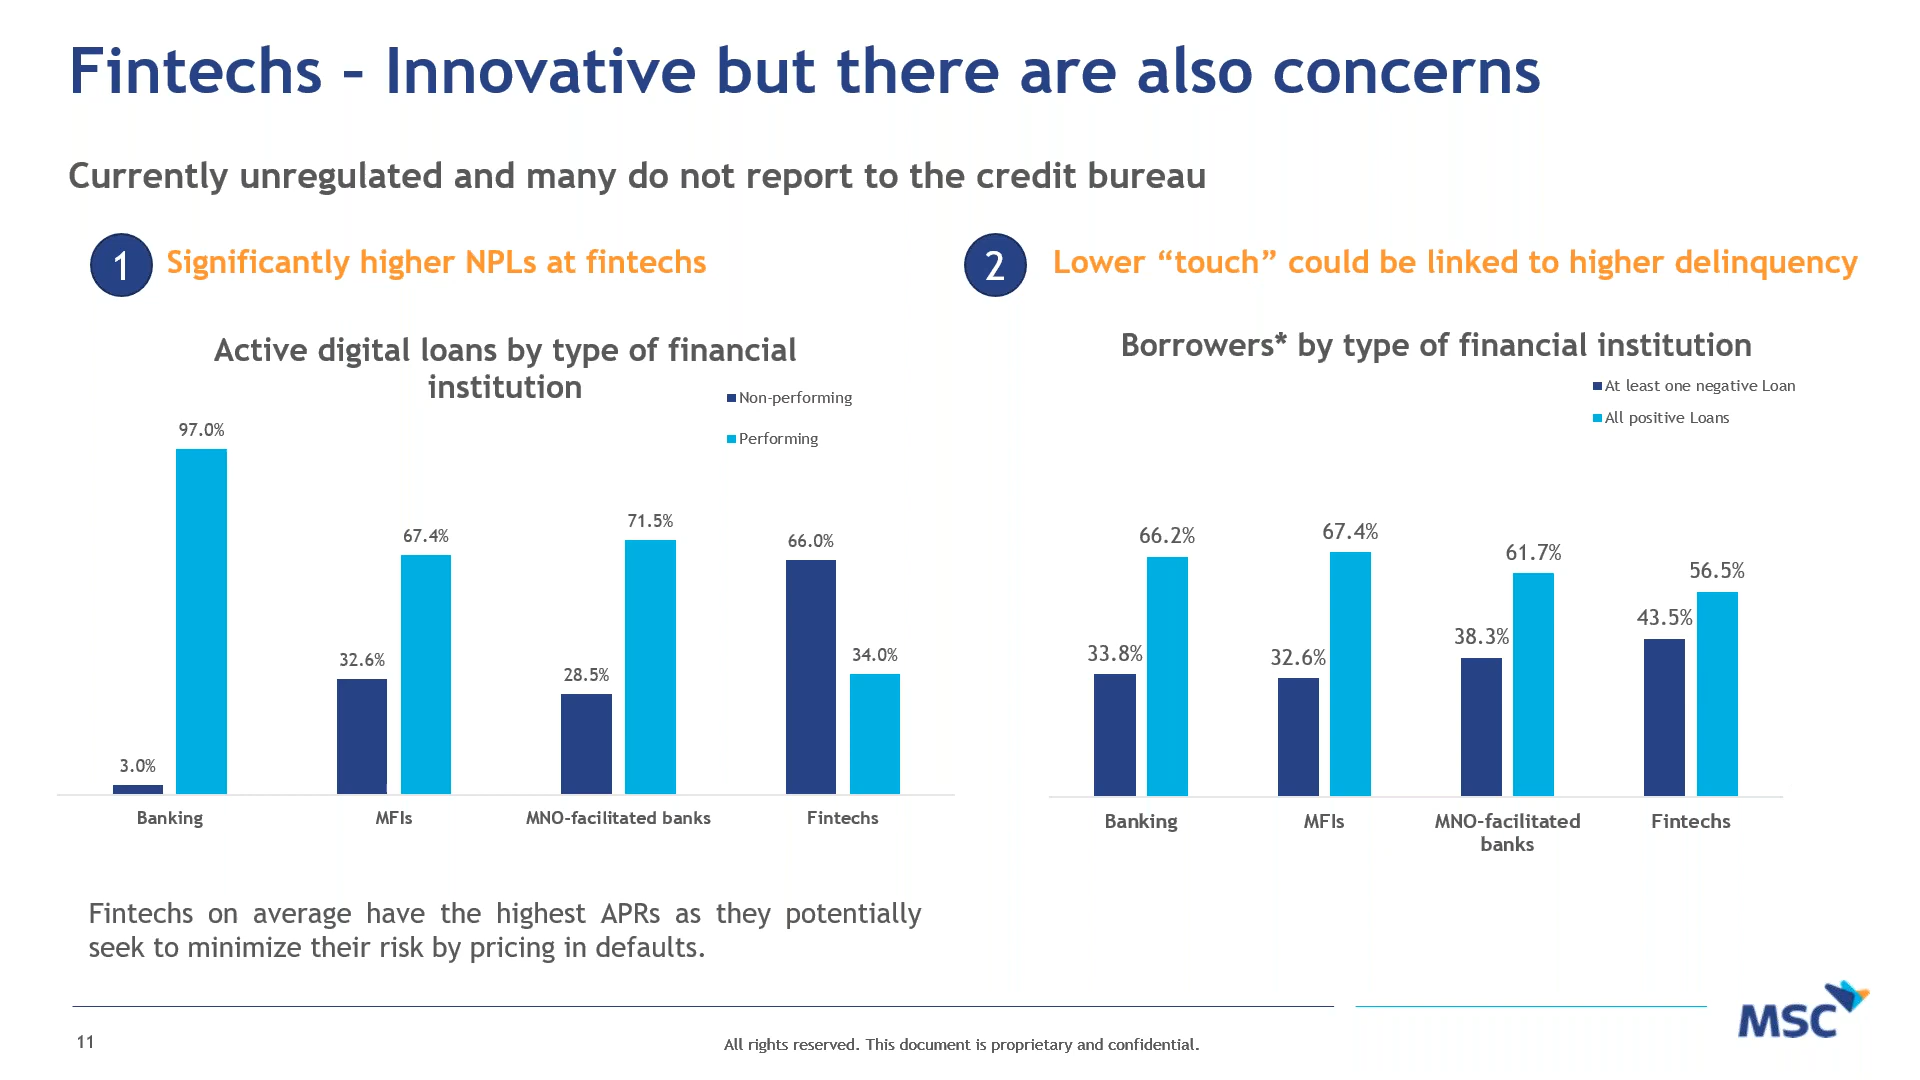 Fintechs – Innovative but there are also concerns
Currently unregulated and many do not report to the credit bureau
1
Significantly higher NPLs at fintechs
Active digital loans by type of financial
institution
Non-performing
Performing
97.0%
67.4%
71.5%
66.0%
32.6%
28.5%
34.0%
3.0%
Banking
MFIs
MNO-facilitated banks
Fintechs
Fintechs on average have the highest APRs as they potentially
seek to minimize their risk by pricing in defaults.
2
Lower “touch” could be linked to higher delinquency
Borrowers* by type of financial institution
At least one negative Loan
All positive Loans
66.2%
67.4%
61.7%
56.5%
33.8%
32.6%
38.3%
43.5%
Banking
MFIs
MNO-facilitated
banks
Fintechs
11
All rights reserved. This document is proprietary and confidential.
MSC